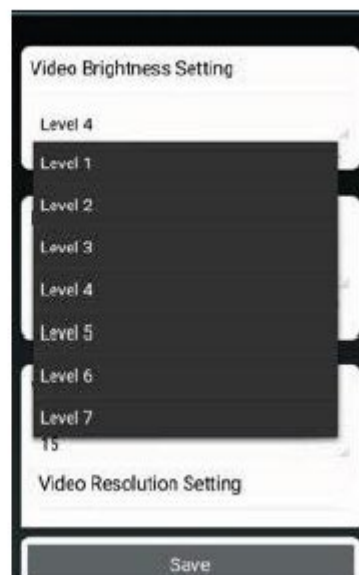 Video Brightness Setting
Level 4
Level 1
Level 2
Level 3
Level 4
Level 5
Level 6
Level 7
15
Video Resolution Setting
Save